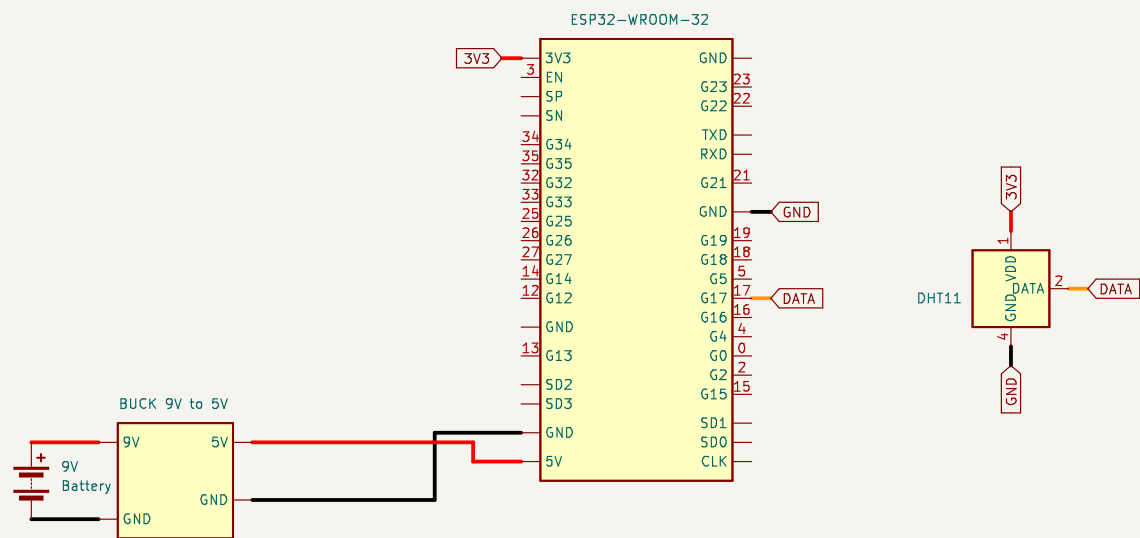 ESP32-WROOM-32
3V3
3V3
GND
3
EN
G23
23
SP
G22
22
SN
TXD
34
G34
RXD
35
G35
32
G32
G21
21
33
G33
25
G25
GND
GND
26
G26
G19
19
27
G27
G18
18
14
G14
G5
5
12
G12
G17
17
DATA
G16
16
GND
G4
4
13
G13
G0
0
SD2
G2
2
SD3
G15
15
SD1
GND
SD0
5V
CLK
3V3
1
GND VDD
DATA
2
DATA
DHT11
4
GND
BUCK 9V to 5V
9V
5V
GND
GND
+
9V
Battery